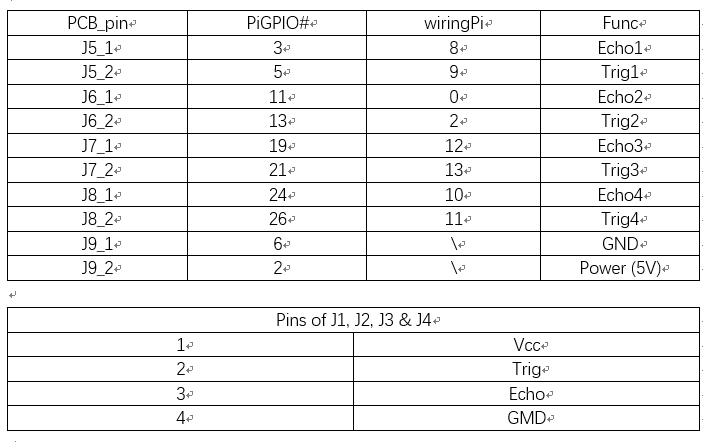 PCB_pin PiGPIO# wiringPi Func
J5_1 3 8 Echo1
J5_2 5 9 Trig1
J6_1 11 0 Echo2
J6_2 13 2 Trig2
J7_1 19 12 Echo3
J7_2 21 13 Trig3
J8_1 24 10 Echo4
J8_2 26 11 Trig4
J9_1 6 \ GND
J9_2 2 \ Power (5V)
Pins of J1, J2, J3 & J4
1 Vcc
2 Trig
3 Echo
4 GMD